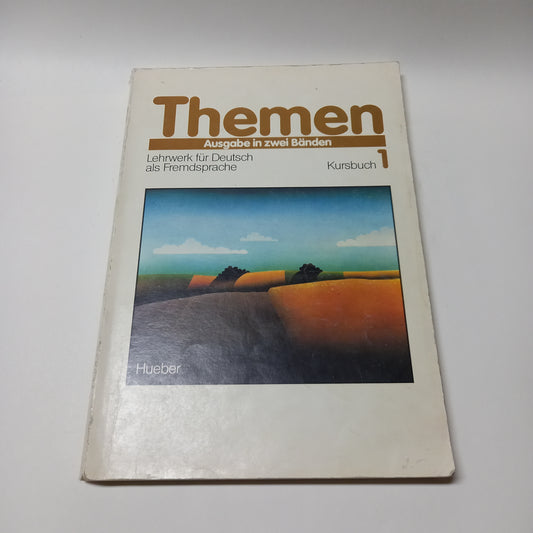 Themen
Ausgabe in zwei Bänden
Lehrwerk für Deutsch
als Fremdsprache
Kursbuch 1
Hueber